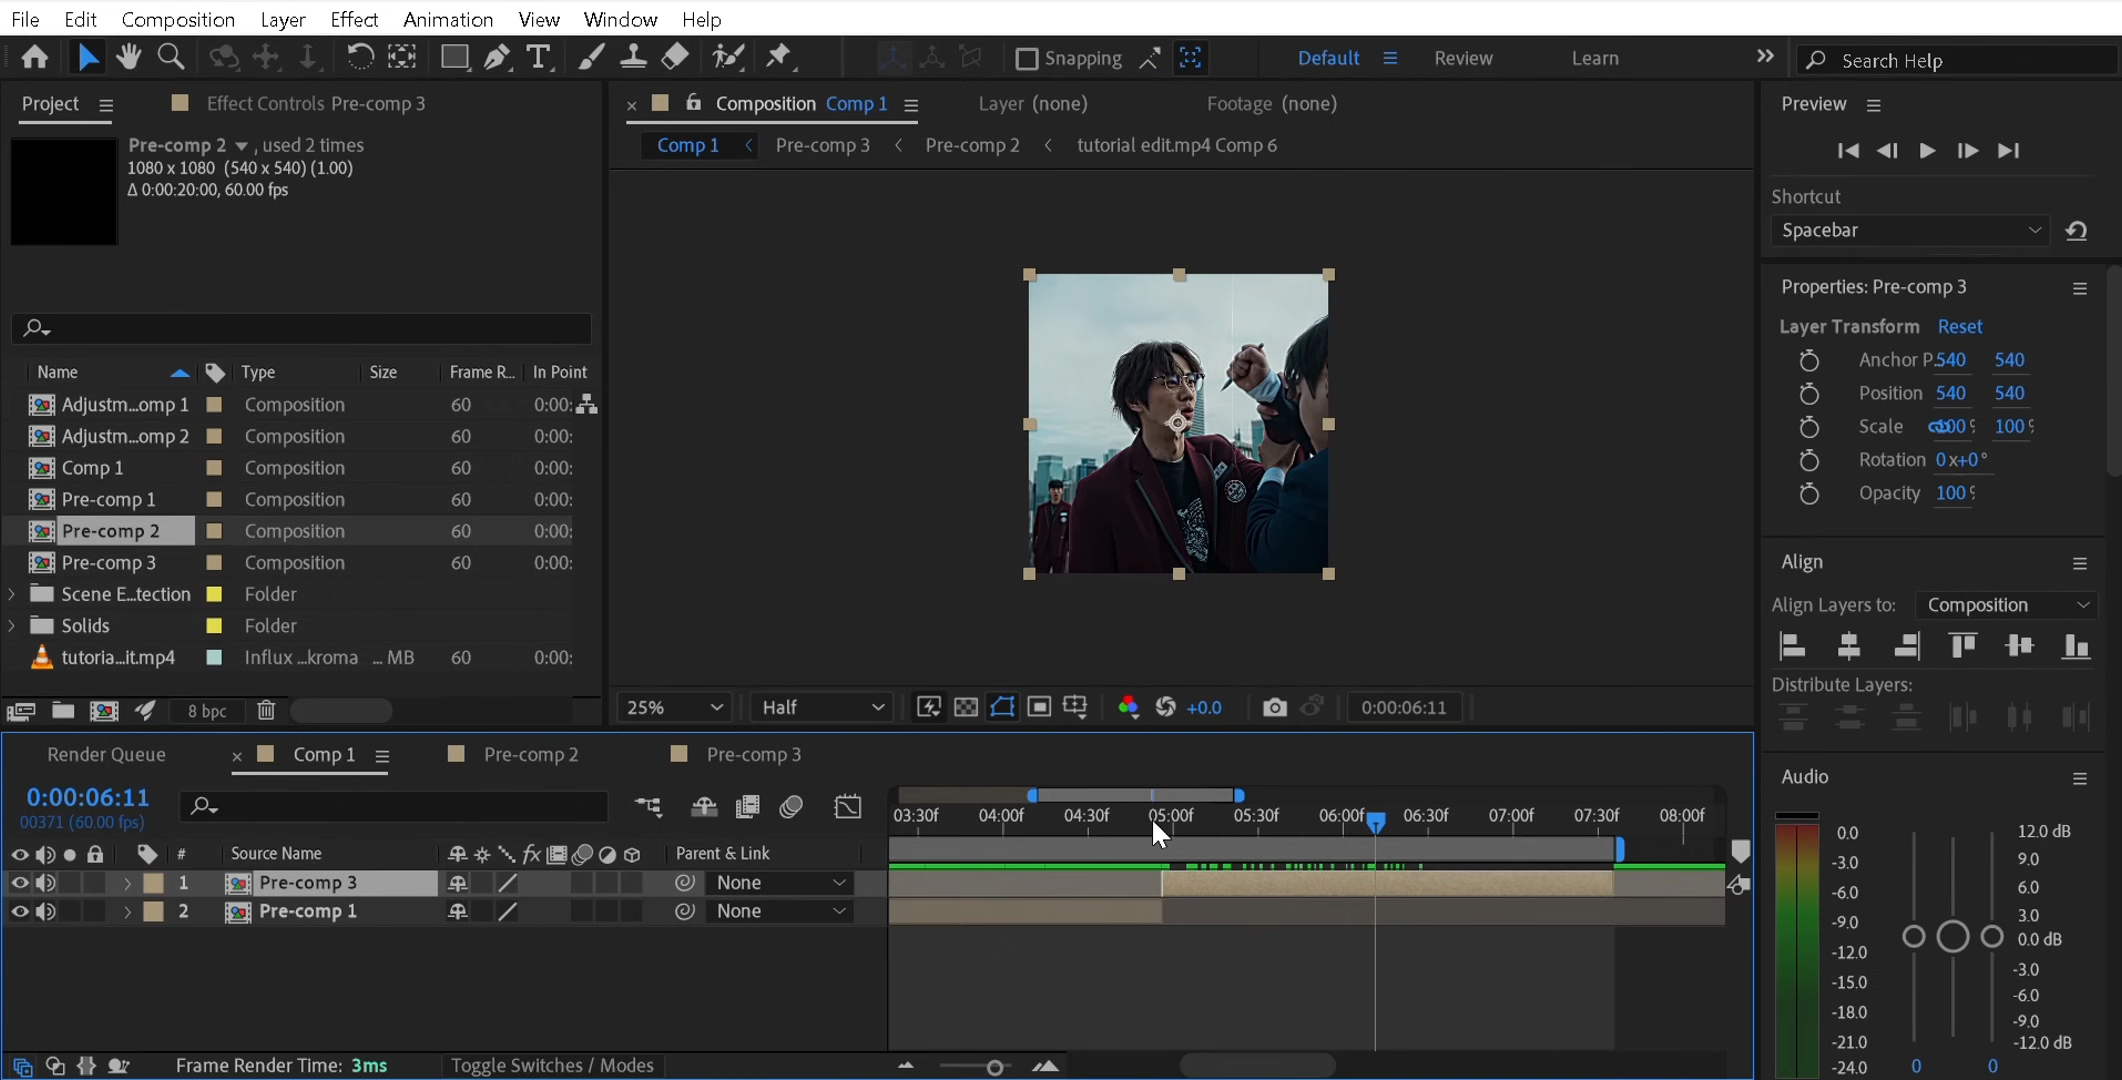 File Edit Composition Layer Effect Animation View Window Help
Snapping Default Review Learn Search Help
Project Effect Controls Pre-comp 3
Pre-comp 2 , used 2 times
1080 x 1080 (540 x 540) (1.00)
Δ 0:00:20:00, 60.00 fps
Name Type Size Frame R... In Point
Adjustm...omp 1 Composition 60 0:00:
Adjustm...omp 2 Composition 60 0:00:
Comp 1 Composition 60 0:00:
Pre-comp 1 Composition 60 0:00:
Pre-comp 2 Composition 60 0:00:
Pre-comp 3 Composition 60 0:00:
Scene E...tection Folder
Solids Folder
tutoria...it.mp4 Influx ...kroma ... MB 60 0:00:
8 bpc
Composition Comp 1 Layer (none) Footage (none)
Comp 1 Pre-comp 3 Pre-comp 2 tutorial edit.mp4 Comp 6
25% Half +0.0 0:00:06:11
Preview
Shortcut
Spacebar
Properties: Pre-comp 3
Layer Transform Reset
Anchor P... 540 540
Position 540 540
Scale 100 100
Rotation 0x+0°
Opacity 100
Align
Align Layers to: Composition
Distribute Layers:
Audio
0.0
-3.0
-6.0
-9.0
-12.0
-15.0
-18.0
-21.0
-24.0
12.0 dB
9.0
6.0
3.0
0.0 dB
-3.0
-6.0
-9.0
-12.0 dB
0 0
Render Queue Comp 1 Pre-comp 2 Pre-comp 3
0:00:06:11
00371 (60.00 fps)
03:30f 04:00f 04:30f 05:00f 05:30f 06:00f 06:30f 07:00f 07:30f 08:00f
# Source Name fx Parent & Link
1 Pre-comp 3 None
2 Pre-comp 1 None
Frame Render Time: 3ms Toggle Switches / Modes